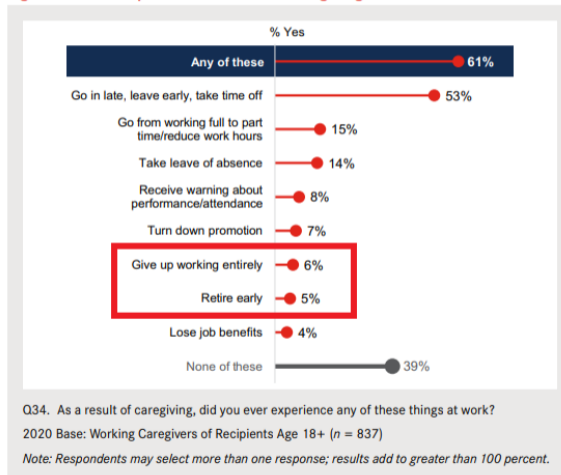 % Yes
Any of these 61%
Go in late, leave early, take time off 53%
Go from working full to part
time/reduce work hours 15%
Take leave of absence 14%
Receive warning about
performance/attendance 8%
Turn down promotion 7%
Give up working entirely 6%
Retire early 5%
Lose job benefits 4%
None of these 39%
Q34. As a result of caregiving, did you ever experience any of these things at work?
2020 Base: Working Caregivers of Recipients Age 18+ (n = 837)
Note: Respondents may select more than one response; results add to greater than 100 percent.